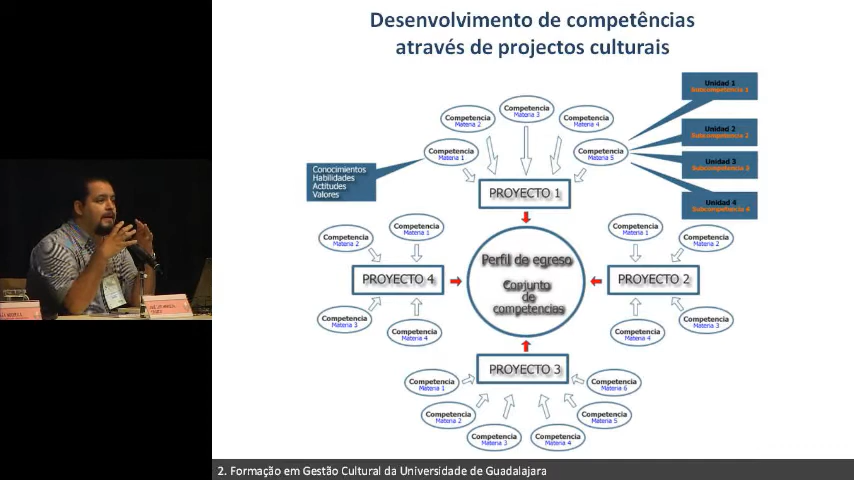 Desenvolvimento de competências
através de projectos culturais
Competencia
Materia 1
Competencia
Materia 2
Competencia
Materia 3
Competencia
Materia 4
Competencia
Materia 5
Unidad 1
Subcompetencia 1
Unidad 2
Subcompetencia 2
Unidad 3
Subcompetencia 3
Unidad 4
Subcompetencia 4
Conocimientos
Habilidades
Actitudes
Valores
PROYECTO 1
Competencia
Materia 2
Competencia
Materia 1
PROYECTO 4
Competencia
Materia 3
Competencia
Materia 4
Perfil de egreso
Conjunto
de
competencias
Competencia
Materia 1
Competencia
Materia 2
PROYECTO 2
Competencia
Materia 4
Competencia
Materia 3
PROYECTO 3
Competencia
Materia 1
Competencia
Materia 2
Competencia
Materia 3
Competencia
Materia 4
Competencia
Materia 5
Competencia
Materia 6
2. Formação em Gestão Cultural da Universidade de Guadalajara